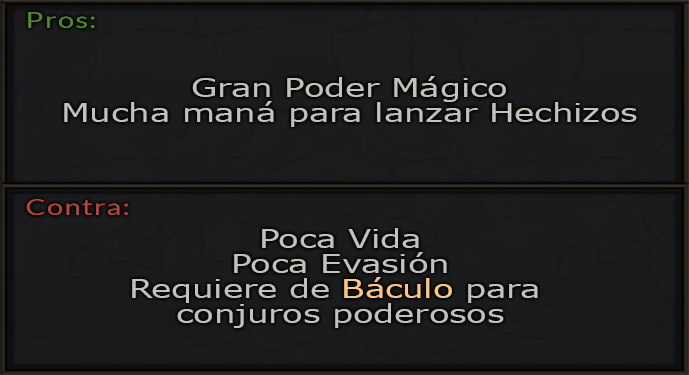 Pros:
Gran Poder Mágico
Mucha maná para lanzar Hechizos
Contra:
Poca Vida
Poca Evasión
Requiere de Báculo para
conjuros poderosos